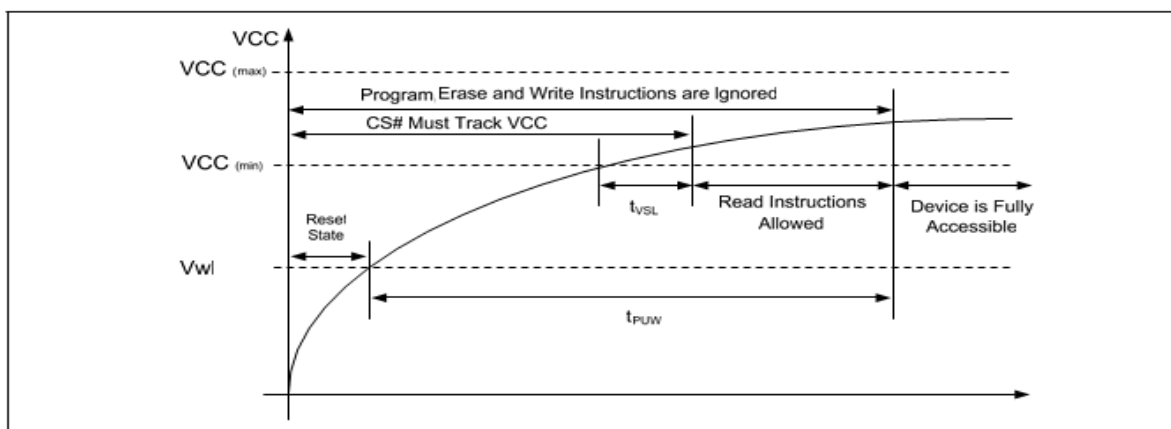 VCC
VCC (max)
Program, Erase and Write Instructions are Ignored
CS# Must Track VCC
VCC (min)
tVSL
Read Instructions
Allowed
Device is Fully
Accessible
Reset
State
Vwl
tPUW